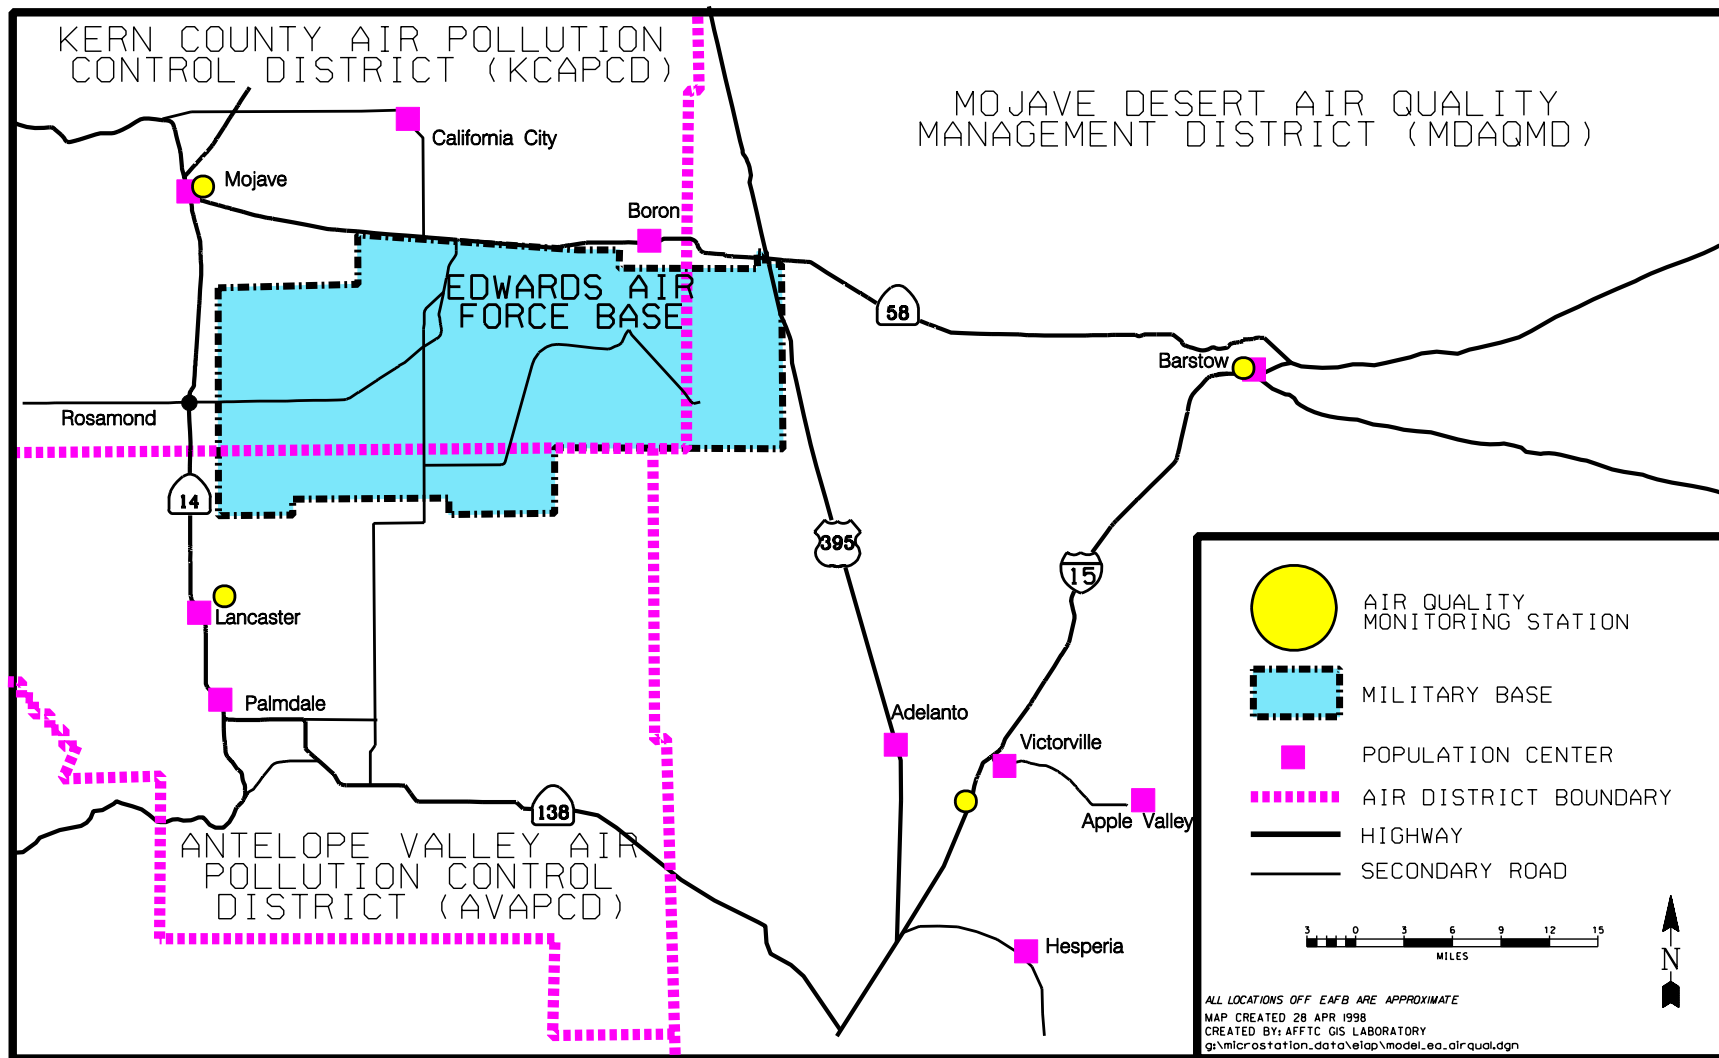 KERN COUNTY AIR POLLUTION
CONTROL DISTRICT (KCAPCD)
MOJAVE DESERT AIR QUALITY
MANAGEMENT DISTRICT (MDAQMD)
California City
Mojave
Boron
EDWARDS AIR
FORCE BASE
58
Barstow
Rosamond
14
395
15
Lancaster
Palmdale
Adelanto
Victorville
138
Apple Valley
ANTELOPE VALLEY AIR
POLLUTION CONTROL
DISTRICT (AVAPCD)
Hesperia
AIR QUALITY
MONITORING STATION
MILITARY BASE
POPULATION CENTER
AIR DISTRICT BOUNDARY
HIGHWAY
SECONDARY ROAD
3 0 3 6 9 12 15
MILES
N
ALL LOCATIONS OFF EAFB ARE APPROXIMATE
MAP CREATED 28 APR 1998
CREATED BY: AFFTC GIS LABORATORY
g:\microstation_data\eiap\model_ea_airqual.dgn